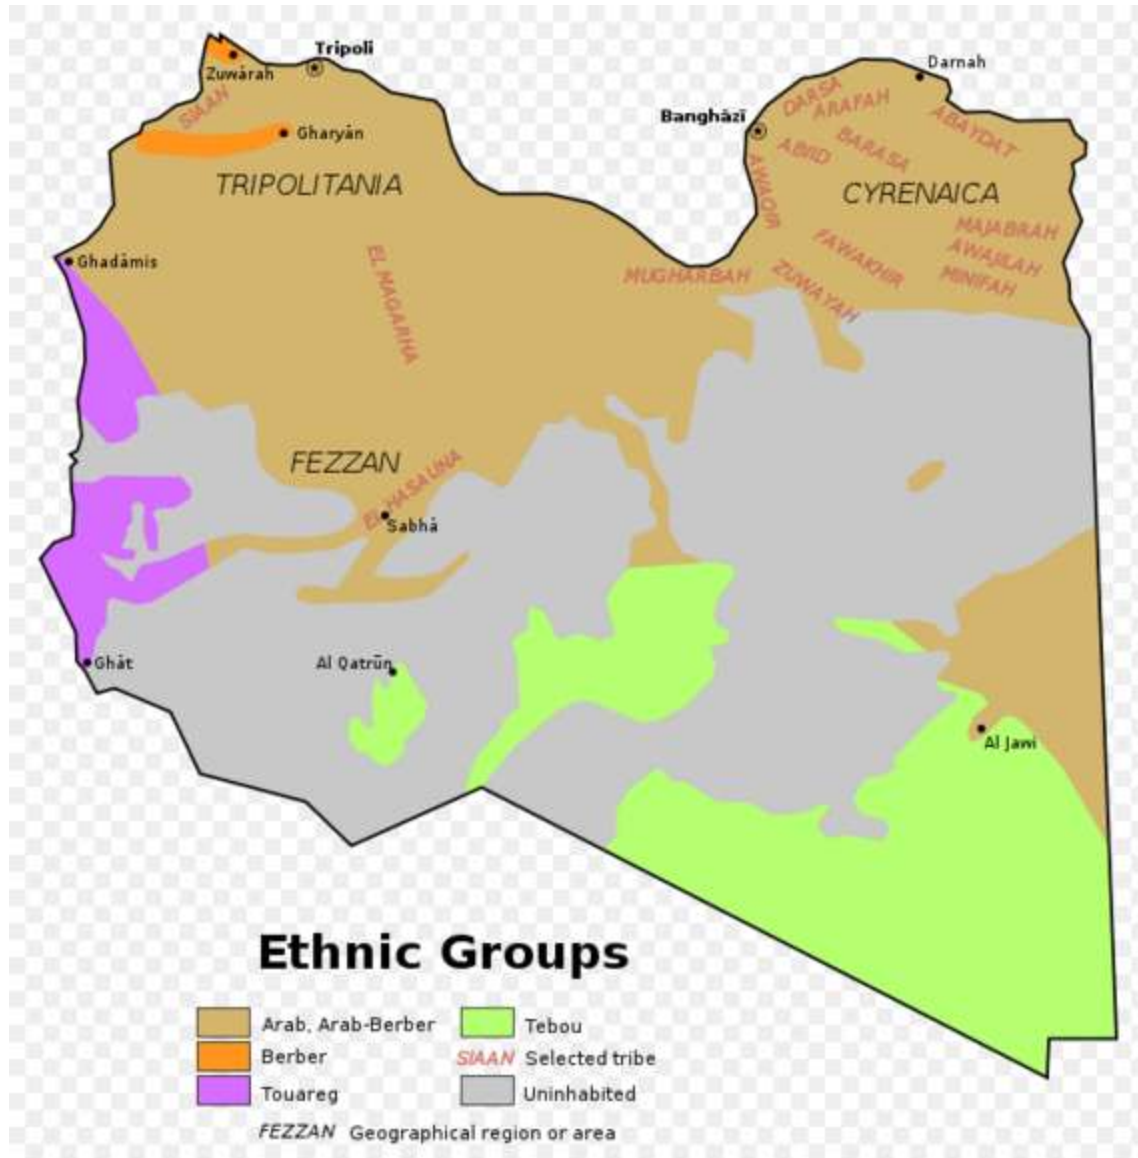 Tripoli
Zuwārah
SIAAN
Gharyān
TRIPOLITANIA
Ghadāmis
EL MAGARHA
Darnah
Banghāzī
DARSA
ARAFAH
ABAYDAT
ABIID
BARASA
AWAQIR
CYRENAICA
MAJABRAH
AWAJILAH
MINIFAH
FAWAKHIR
ZUWAYAH
MUGHARBAH
FEZZAN
EL HASAUNA
Sabhā
Ghāt
Al Qatrūn
Al Jawf
Ethnic Groups
Arab, Arab-Berber
Berber
Touareg
Tebou
SIAAN Selected tribe
Uninhabited
FEZZAN Geographical region or area